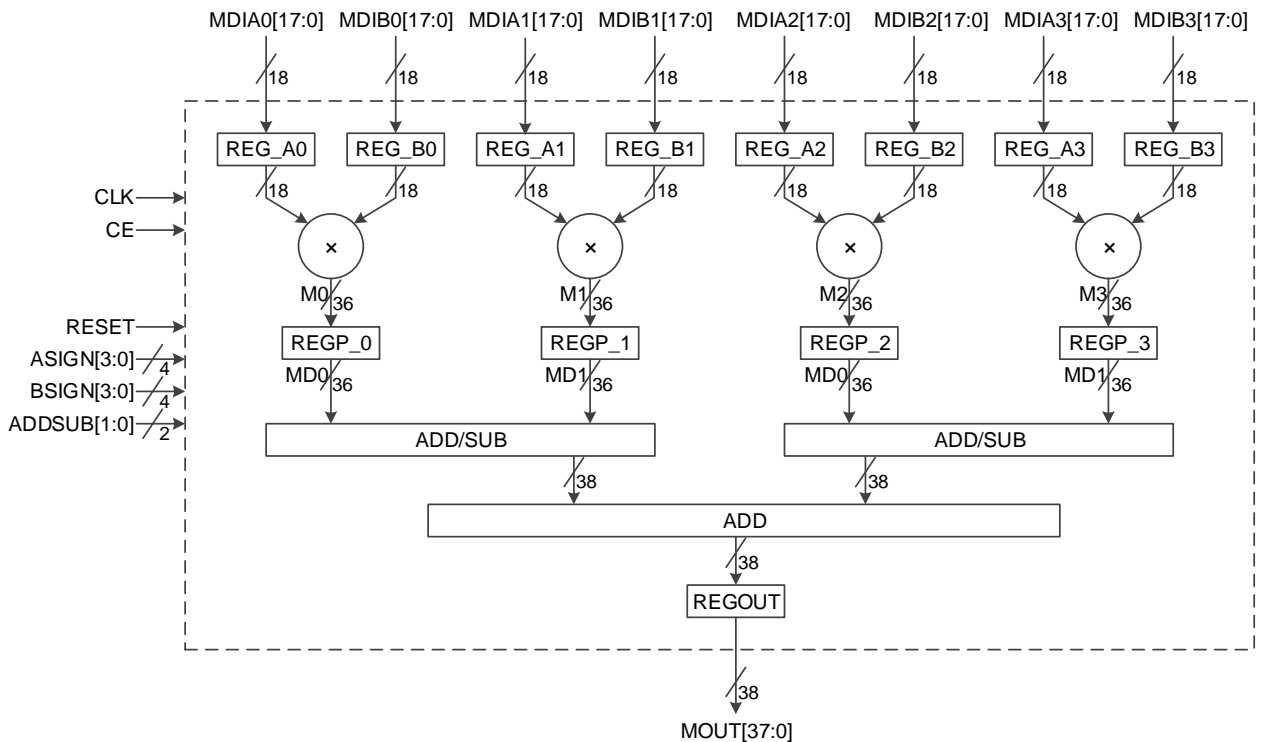 MDIA0[17:0] MDIB0[17:0] MDIA1[17:0] MDIB1[17:0] MDIA2[17:0] MDIB2[17:0] MDIA3[17:0] MDIB3[17:0]
18 18 18 18 18 18 18 18
REG_A0 REG_B0 REG_A1 REG_B1 REG_A2 REG_B2 REG_A3 REG_B3
18 18 18 18 18 18 18 18
CLK
CE
× × × ×
M0 36 M1 36 M2 36 M3 36
RESET
REGP_0 REGP_1 REGP_2 REGP_3
ASIGN[3:0] 4
MD0 36 MD1 36 MD0 36 MD1 36
BSIGN[3:0] 4
ADDSUB[1:0] 2
ADD/SUB ADD/SUB
38 38
ADD
38
REGOUT
38
MOUT[37:0]